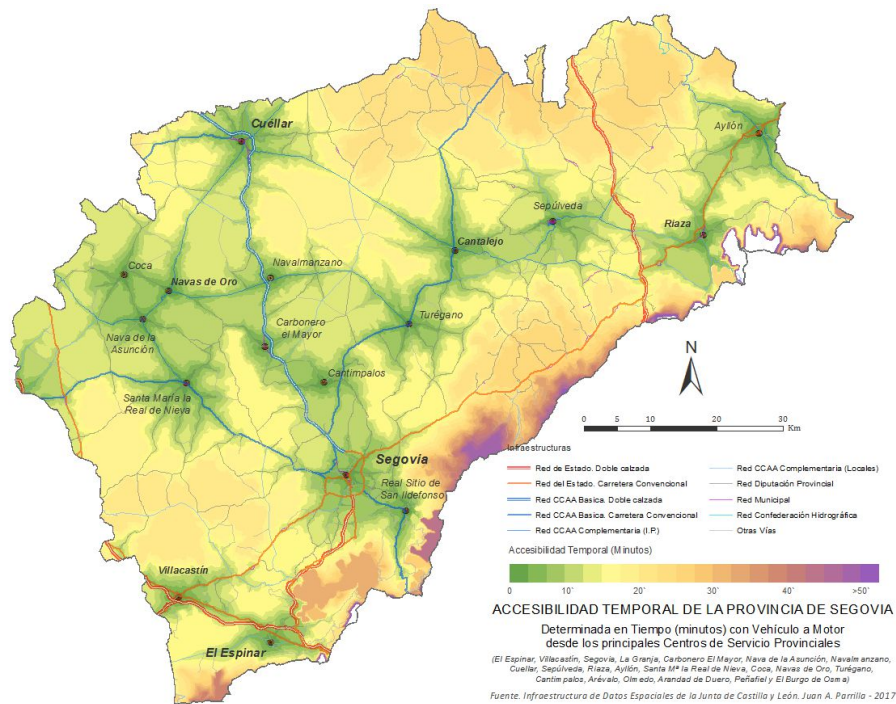 Cuéllar
Ayllón
Sepúlveda
Riaza
Cantalejo
Coca
Navas de Oro
Navalmanzano
Turégano
Nava de la
Asunción
Carbonero
el Mayor
Cantimpalos
Santa María la
Real de Nieva
Segovia
Real Sitio de
San Ildefonso
Villacastín
El Espinar
N
0 5 10 20 30
Km
Infraestructuras
Red de Estado. Doble calzada
Red del Estado. Carretera Convencional
Red CCAA Basica. Doble calzada
Red CCAA Basica. Carretera Convencional
Red CCAA Complementaria (I.P.)
Red CCAA Complementaria (Locales)
Red Diputación Provincial
Red Municipal
Red Confederación Hidrográfica
Otras Vías
Accesibilidad Temporal (Minutos)
0 10' 20' 30' 40' >50'
ACCESIBILIDAD TEMPORAL DE LA PROVINCIA DE SEGOVIA
Determinada en Tiempo (minutos) con Vehículo a Motor
desde los principales Centros de Servicio Provinciales
(El Espinar, Villacastín, Segovia, La Granja, Carbonero El Mayor, Nava de la Asunción, Navalmanzano,
Cuellar, Sepúlveda, Riaza, Ayllón, Santa Mª la Real de Nieva, Coca, Navas de Oro, Turégano,
Cantimpalos, Arévalo, Olmedo, Arandad de Duero, Peñafiel y El Burgo de Osma)
Fuente. Infraestructura de Datos Espaciales de la Junta de Castilla y León. Juan A. Parrilla - 2017